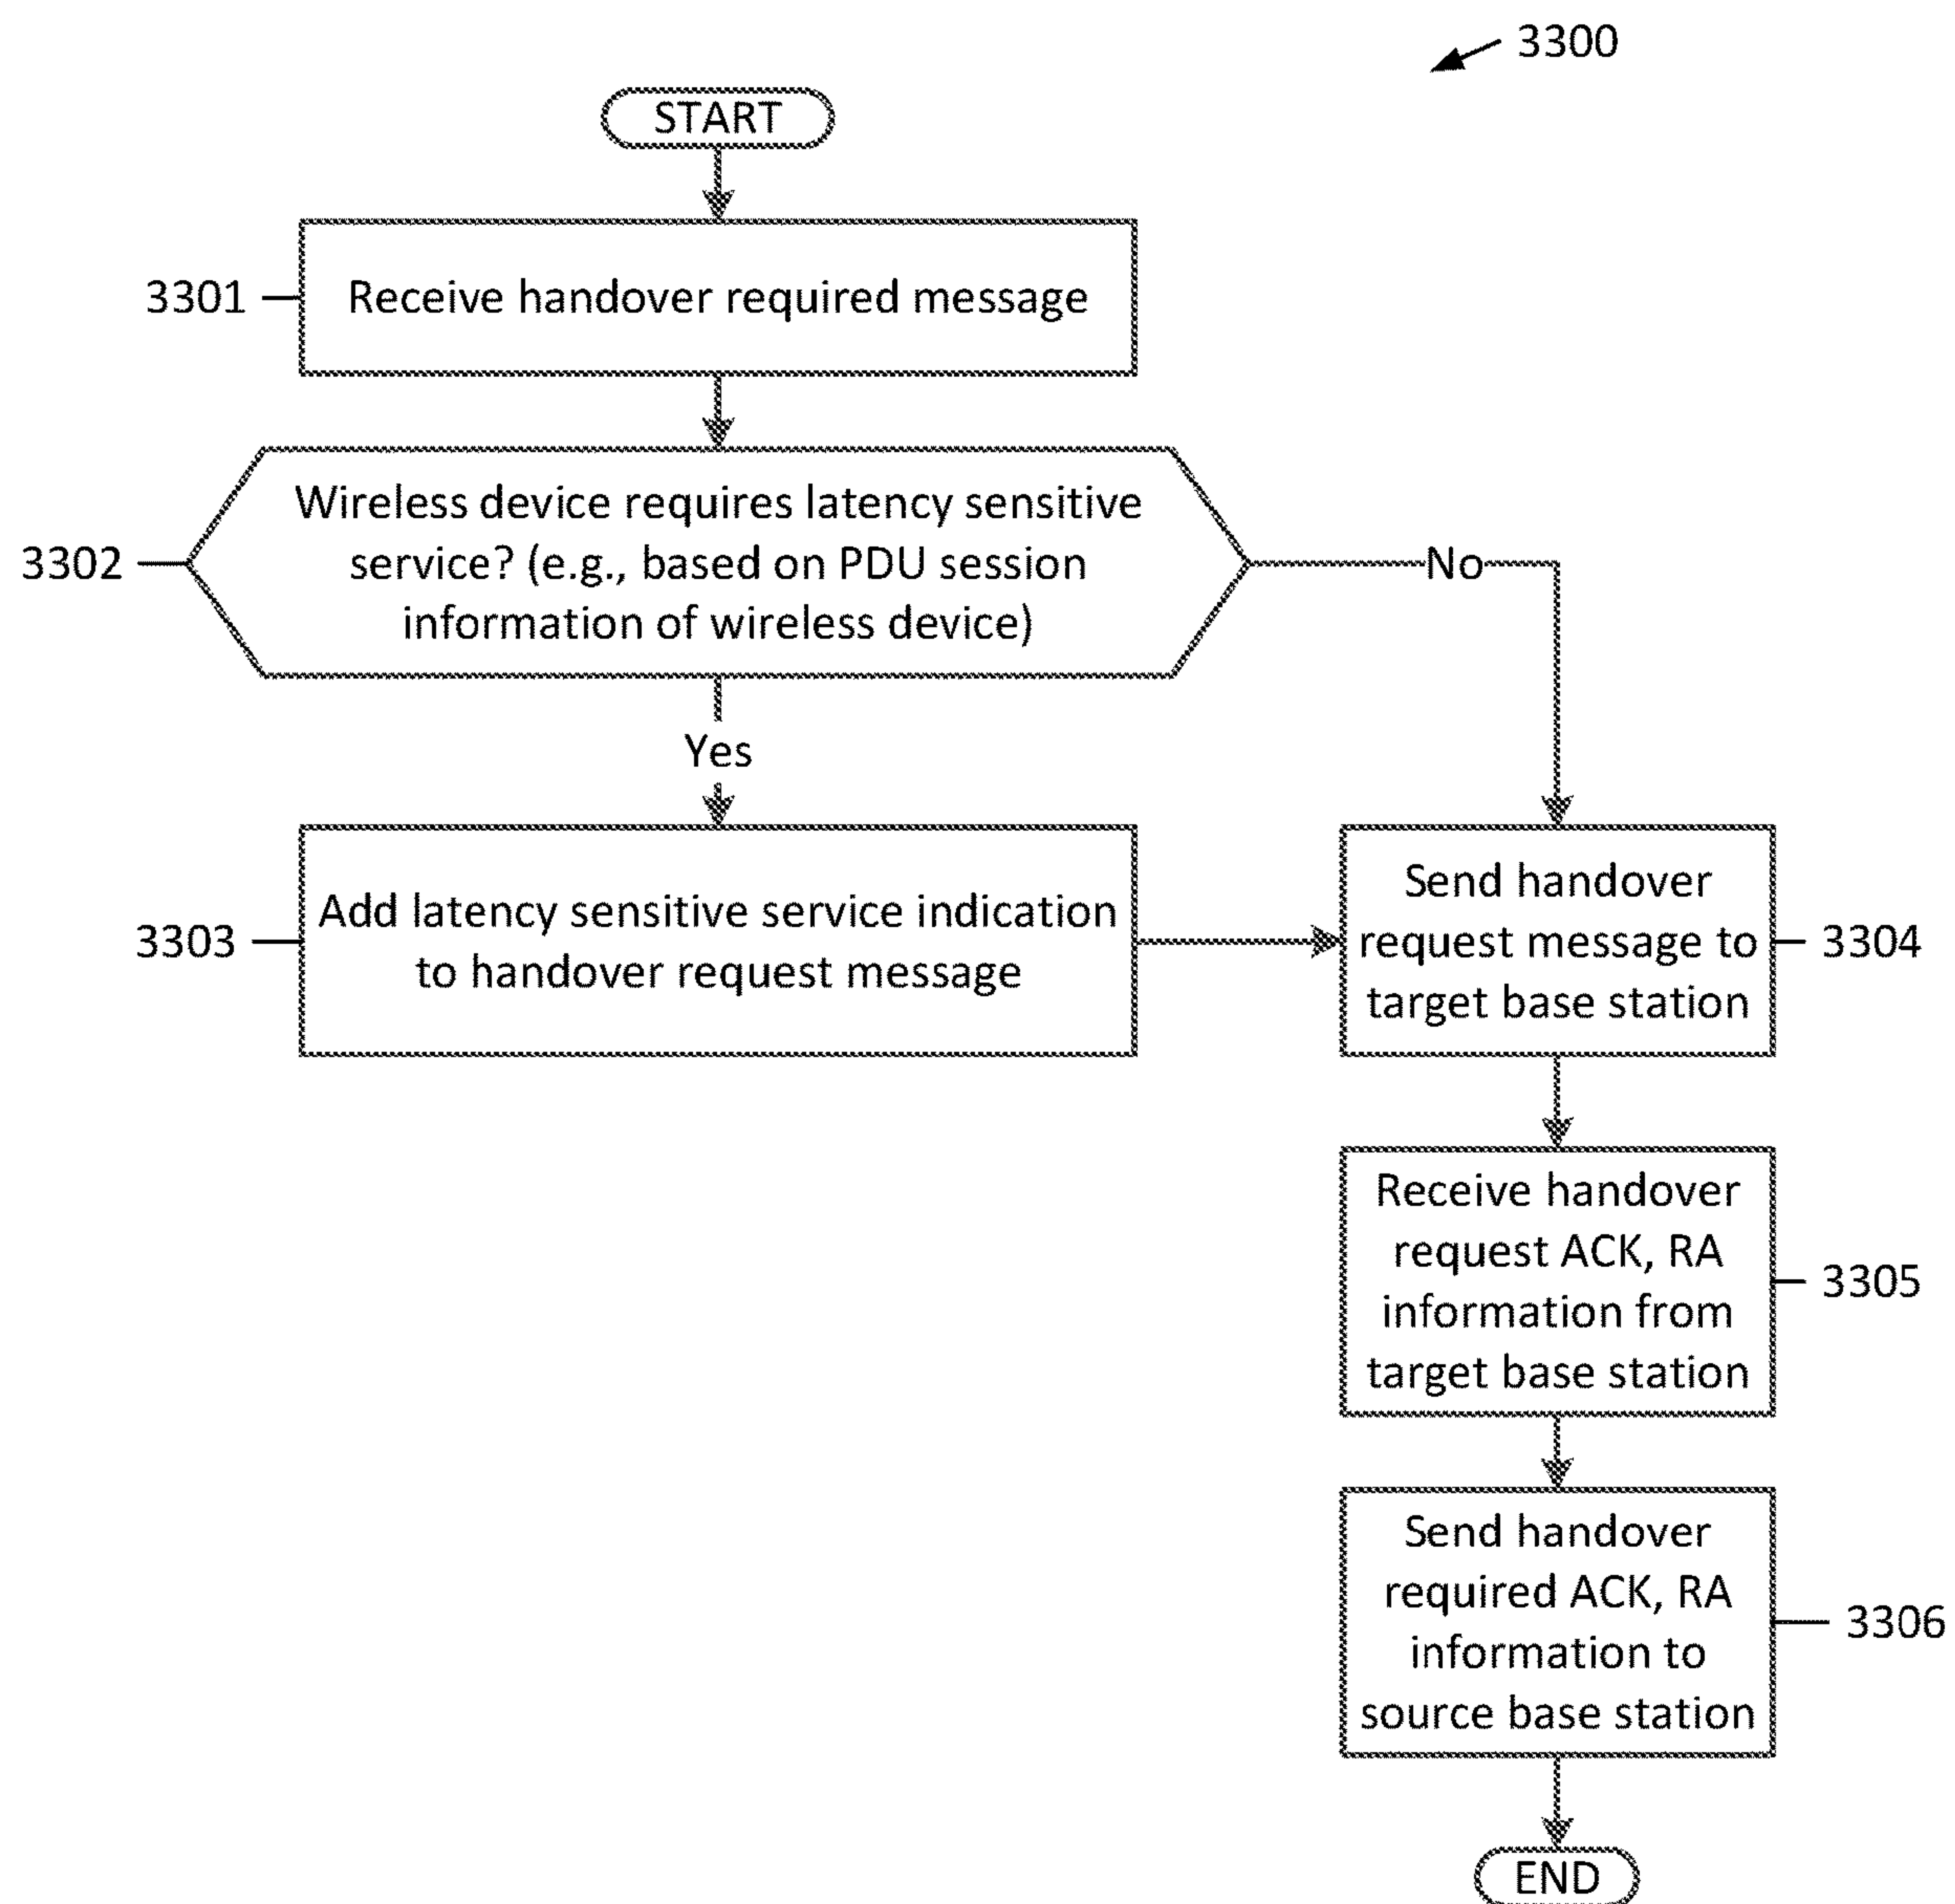 3300
START
3301
Receive handover required message
3302
Wireless device requires latency sensitive
service? (e.g., based on PDU session
information of wireless device)
No
Yes
3303
Add latency sensitive service indication
to handover request message
Send handover
request message to
target base station
3304
Receive handover
request ACK, RA
information from
target base station
3305
Send handover
required ACK, RA
information to
source base station
3306
END